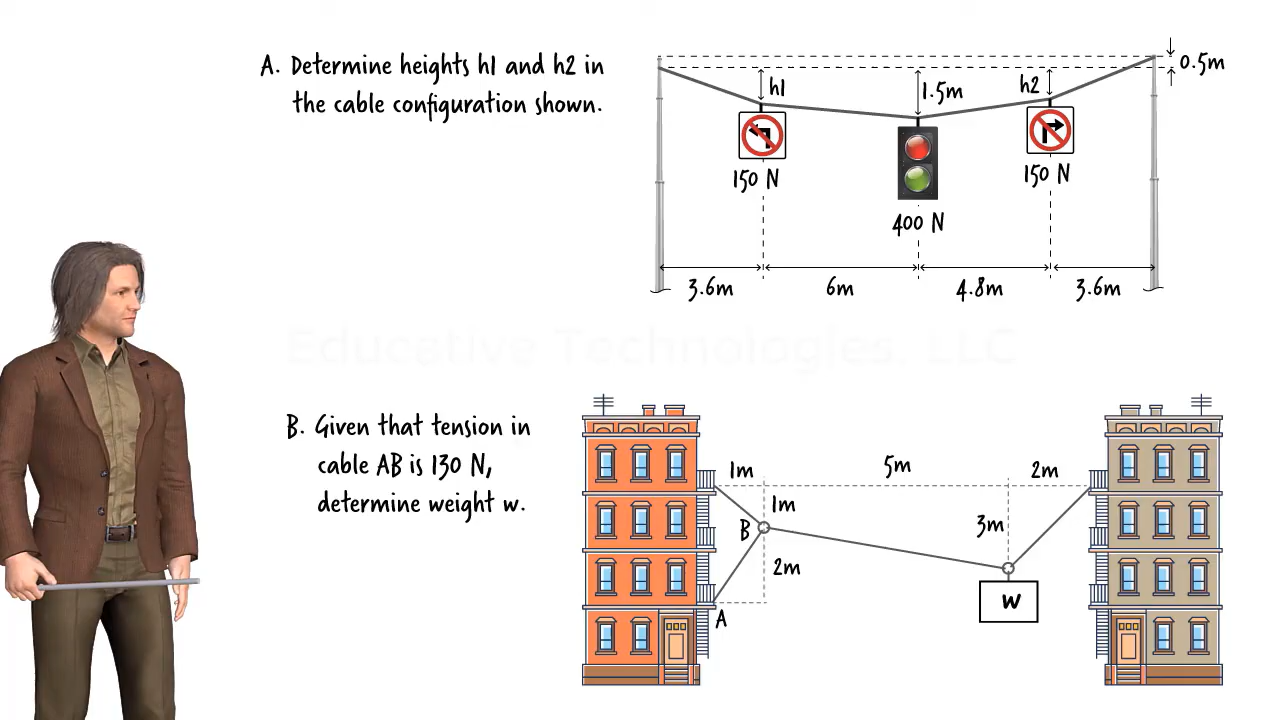 A. Determine heights h1 and h2 in
the cable configuration shown.
0.5m
h1
1.5m
h2
150 N
400 N
150 N
3.6m
6m
4.8m
3.6m
Educative Technologies, LLC
B. Given that tension in
cable AB is 130 N,
determine weight w.
1m
5m
2m
1m
B
3m
2m
A
W